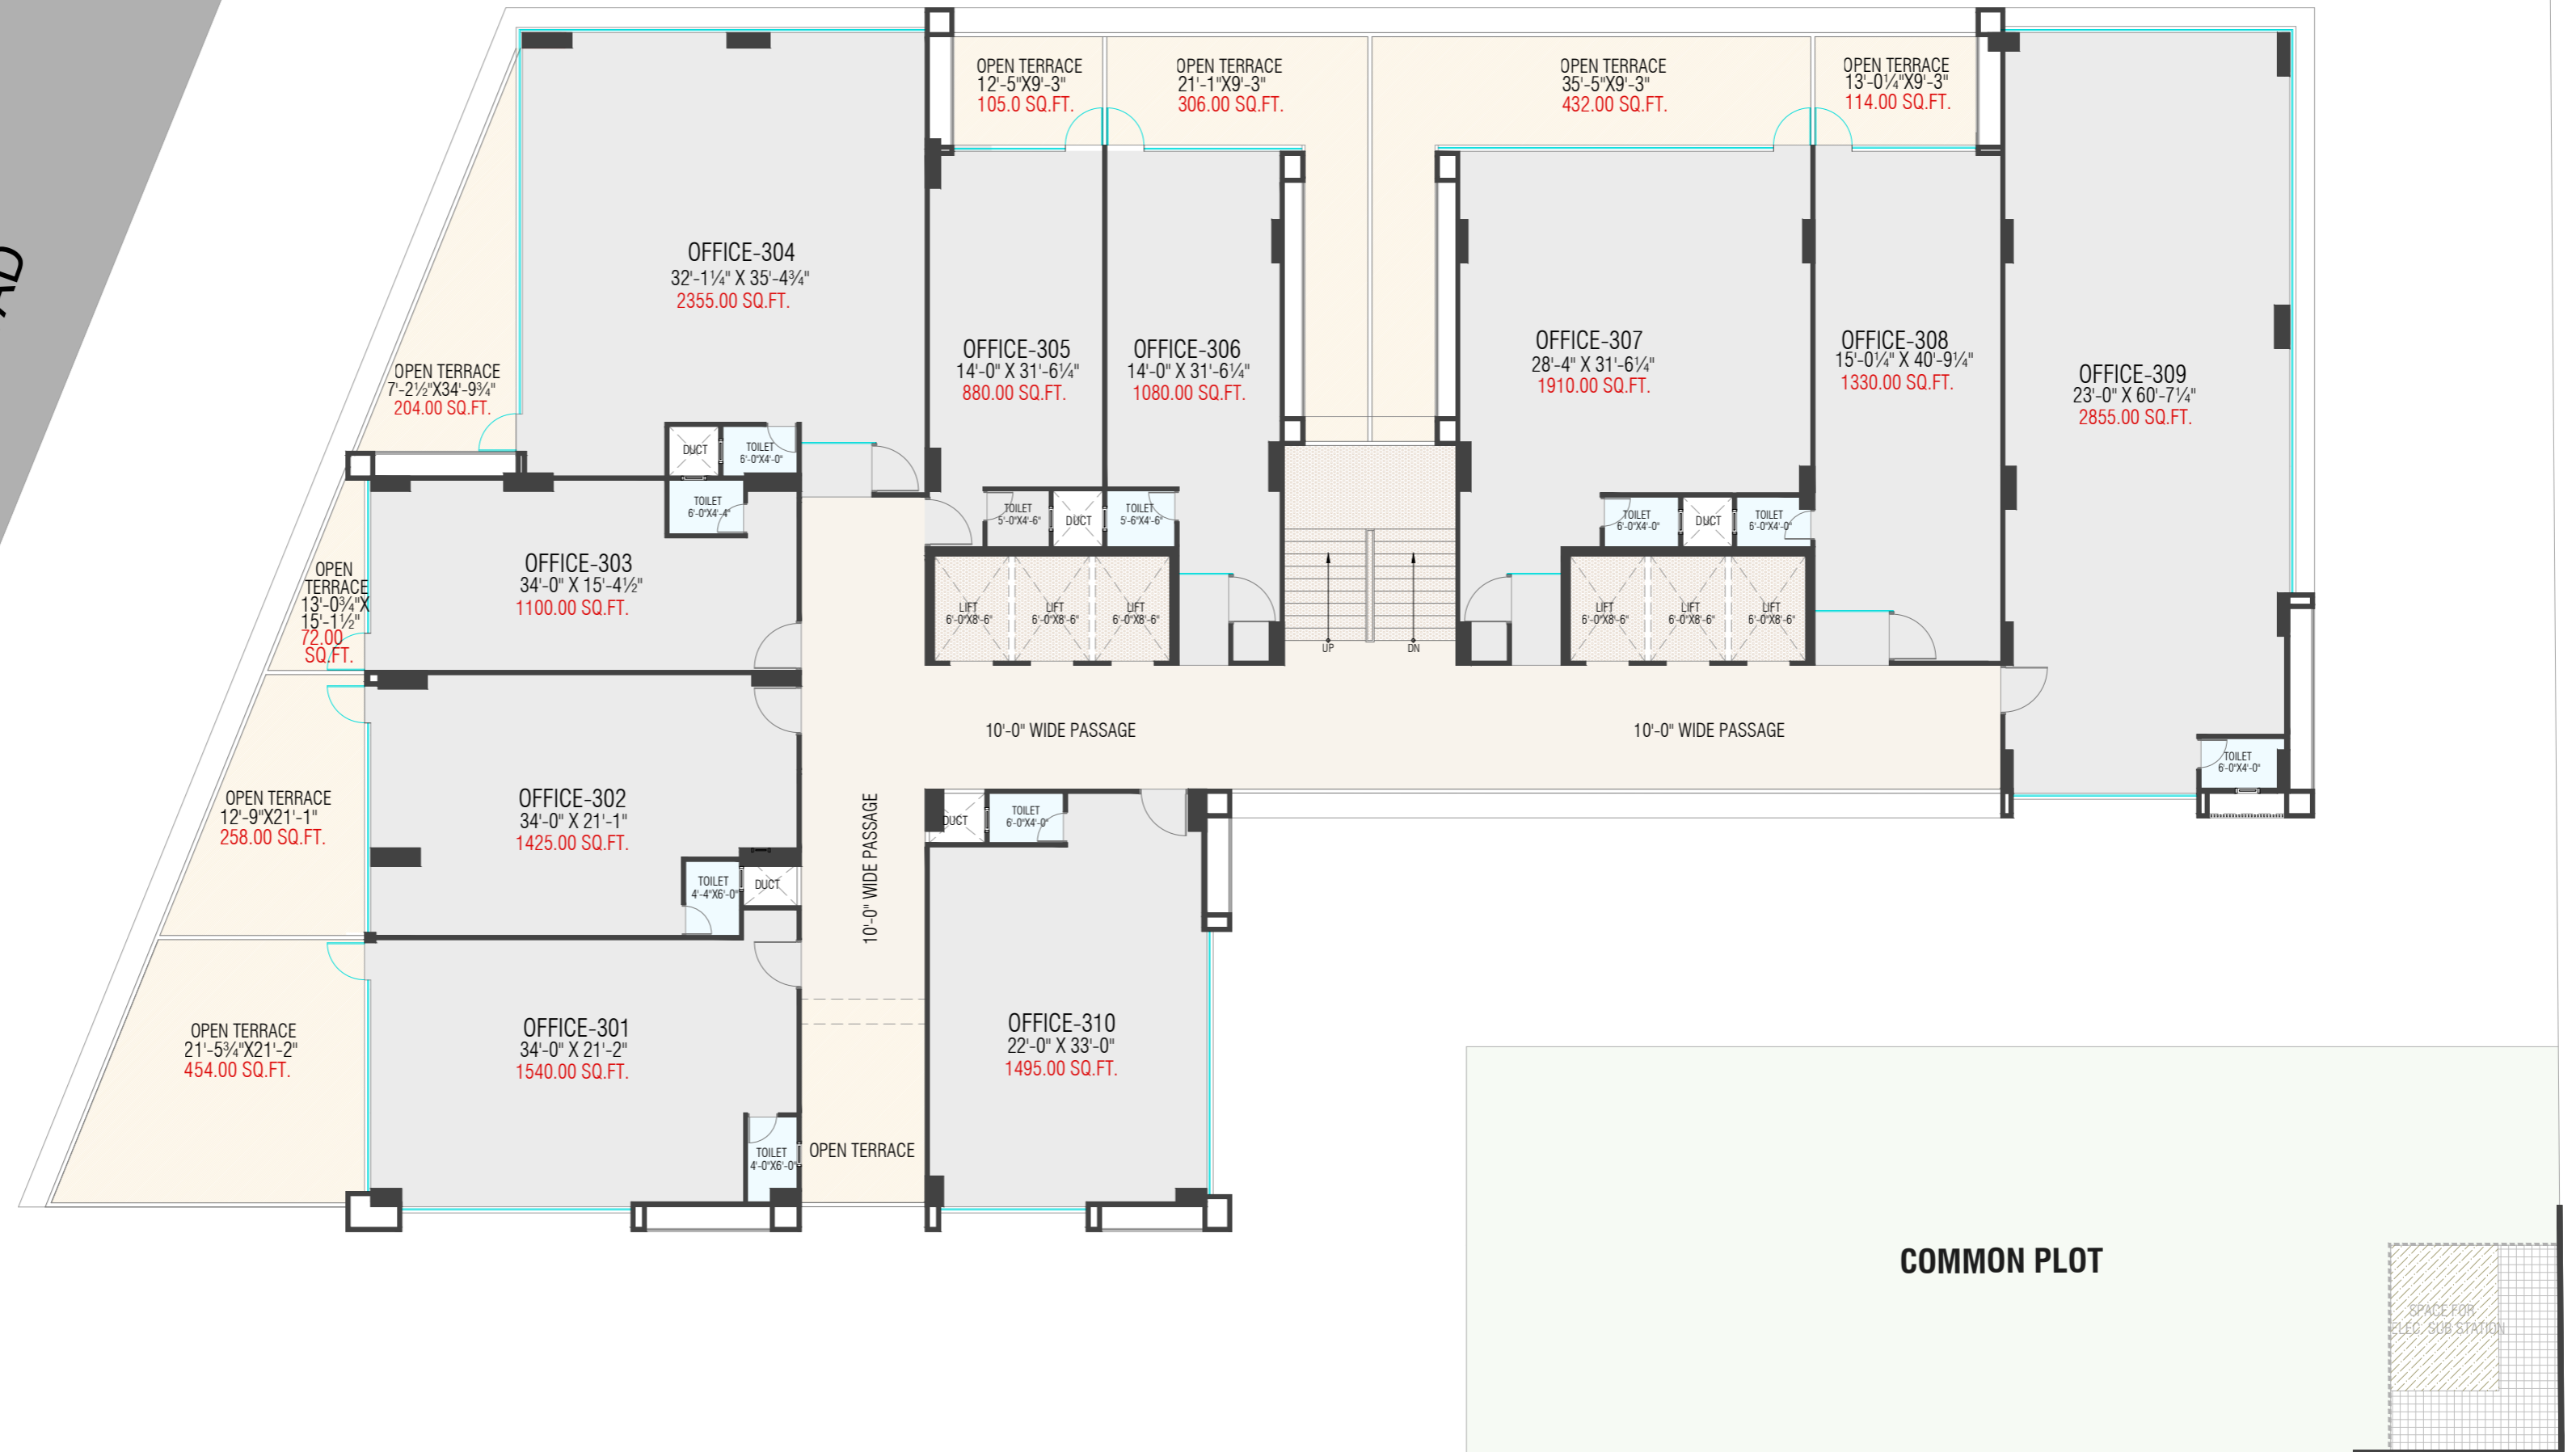 OPEN TERRACE
12'-5"X9'-3"
105.0 SQ.FT.
OPEN TERRACE
21'-1"X9'-3"
306.00 SQ.FT.
OPEN TERRACE
35'-5"X9'-3"
432.00 SQ.FT.
OPEN TERRACE
13'-0¼"X9'-3"
114.00 SQ.FT.
OFFICE-304
32'-1¼" X 35'-4¾"
2355.00 SQ.FT.
OPEN TERRACE
7'-2½"X34'-9¾"
204.00 SQ.FT.
OFFICE-305
14'-0" X 31'-6¼"
880.00 SQ.FT.
OFFICE-306
14'-0" X 31'-6¼"
1080.00 SQ.FT.
OFFICE-307
28'-4" X 31'-6¼"
1910.00 SQ.FT.
OFFICE-308
15'-0¼" X 40'-9¼"
1330.00 SQ.FT.
OFFICE-309
23'-0" X 60'-7¼"
2855.00 SQ.FT.
DUCT
TOILET
6'-0"X4'-0"
TOILET
6'-0"X4'-4"
TOILET
5'-0"X4'-6"
DUCT
TOILET
5'-6"X4'-6"
TOILET
6'-0"X4'-0"
DUCT
TOILET
6'-0"X4'-0"
OPEN
TERRACE
13'-0¾"X
15'-1½"
72.00
SQ.FT.
OFFICE-303
34'-0" X 15'-4½"
1100.00 SQ.FT.
LIFT
6'-0"X8'-6"
LIFT
6'-0"X8'-6"
LIFT
6'-0"X8'-6"
UP
DN
LIFT
6'-0"X8'-6"
LIFT
6'-0"X8'-6"
LIFT
6'-0"X8'-6"
10'-0" WIDE PASSAGE
10'-0" WIDE PASSAGE
TOILET
6'-0"X4'-0"
OPEN TERRACE
12'-9"X21'-1"
258.00 SQ.FT.
OFFICE-302
34'-0" X 21'-1"
1425.00 SQ.FT.
TOILET
4'-4"X6'-0"
DUCT
10'-0" WIDE PASSAGE
DUCT
TOILET
6'-0"X4'-0"
OPEN TERRACE
21'-5¾"X21'-2"
454.00 SQ.FT.
OFFICE-301
34'-0" X 21'-2"
1540.00 SQ.FT.
TOILET
4'-0"X6'-0"
OPEN TERRACE
OFFICE-310
22'-0" X 33'-0"
1495.00 SQ.FT.
COMMON PLOT
SPACE FOR
ELEC. SUB STATION